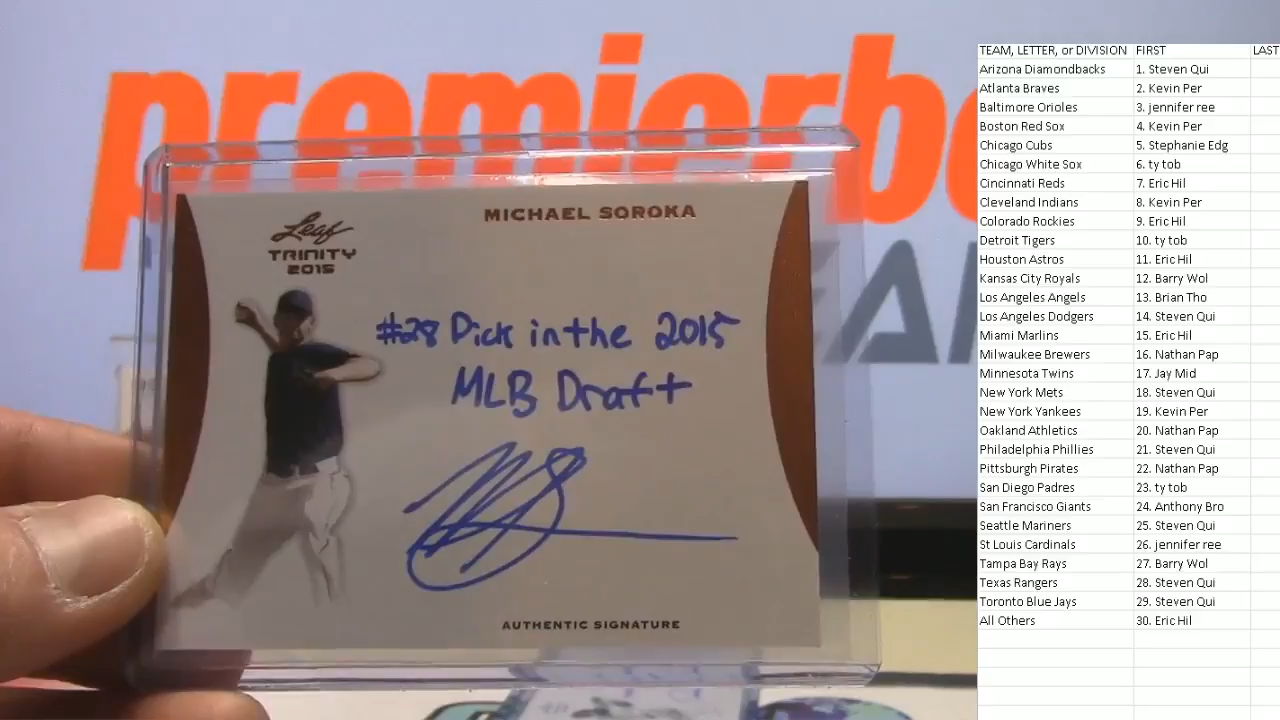 premierb
EAK
Leaf
TRINITY
2015
MICHAEL SOROKA
#28 Pick in the 2015
MLB Draft
AUTHENTIC SIGNATURE
TEAM, LETTER, or DIVISION FIRST LAST
Arizona Diamondbacks 1. Steven Qui
Atlanta Braves 2. Kevin Per
Baltimore Orioles 3. jennifer ree
Boston Red Sox 4. Kevin Per
Chicago Cubs 5. Stephanie Edg
Chicago White Sox 6. ty tob
Cincinnati Reds 7. Eric Hil
Cleveland Indians 8. Kevin Per
Colorado Rockies 9. Eric Hil
Detroit Tigers 10. ty tob
Houston Astros 11. Eric Hil
Kansas City Royals 12. Barry Wol
Los Angeles Angels 13. Brian Tho
Los Angeles Dodgers 14. Steven Qui
Miami Marlins 15. Eric Hil
Milwaukee Brewers 16. Nathan Pap
Minnesota Twins 17. Jay Mid
New York Mets 18. Steven Qui
New York Yankees 19. Kevin Per
Oakland Athletics 20. Nathan Pap
Philadelphia Phillies 21. Steven Qui
Pittsburgh Pirates 22. Nathan Pap
San Diego Padres 23. ty tob
San Francisco Giants 24. Anthony Bro
Seattle Mariners 25. Steven Qui
St Louis Cardinals 26. jennifer ree
Tampa Bay Rays 27. Barry Wol
Texas Rangers 28. Steven Qui
Toronto Blue Jays 29. Steven Qui
All Others 30. Eric Hil